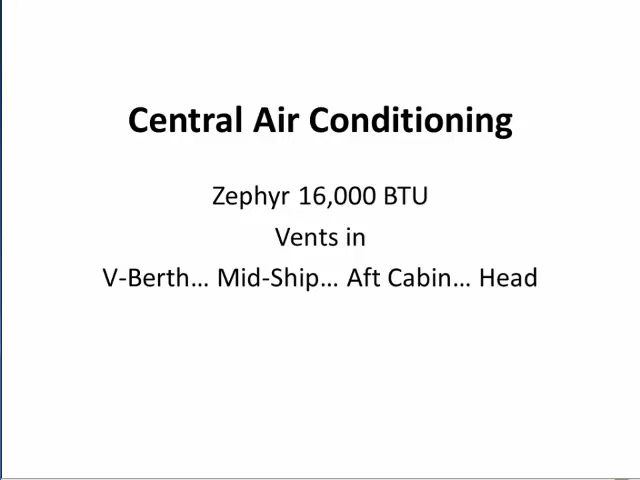 Central Air Conditioning
Zephyr 16,000 BTU
Vents in
V-Berth… Mid-Ship… Aft Cabin… Head